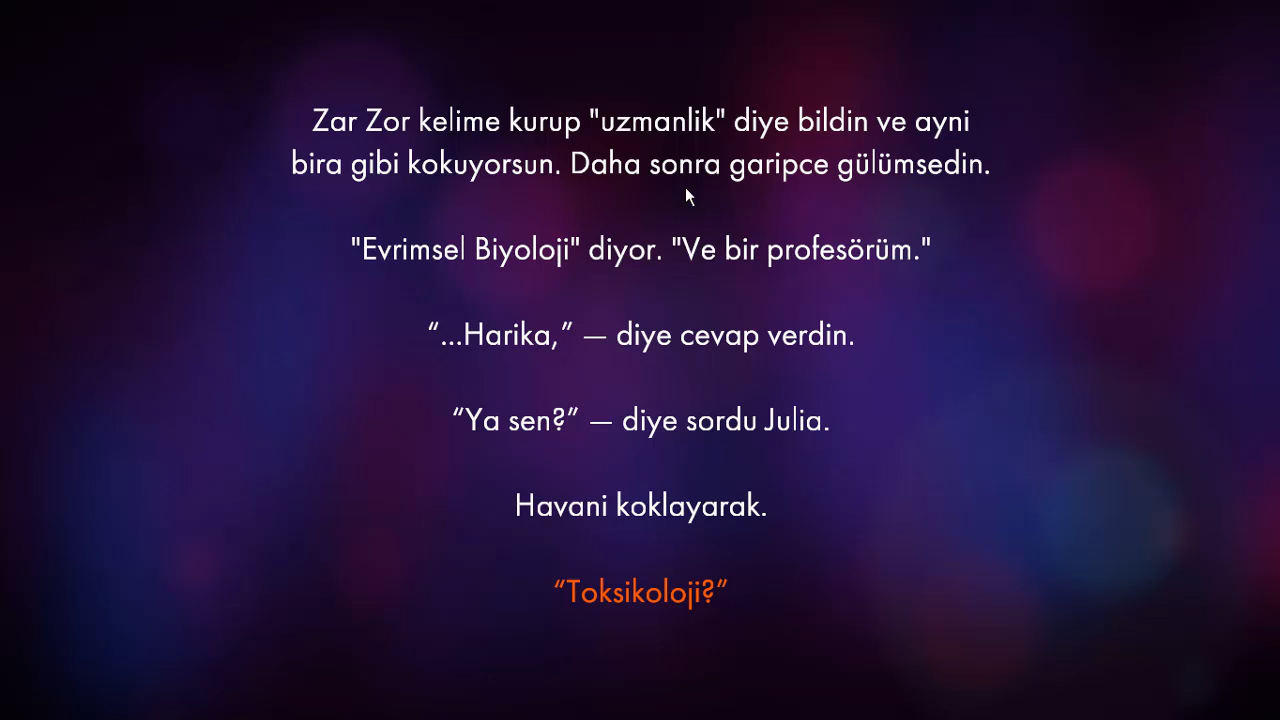 Zar Zor kelime kurup "uzmanlik" diye bildin ve ayni
bira gibi kokuyorsun. Daha sonra garipce gülümsedin.
"Evrimsel Biyoloji" diyor. "Ve bir profesörüm."
“...Harika,” — diye cevap verdin.
“Ya sen?” — diye sordu Julia.
Havani koklayarak.
“Toksikoloji?”